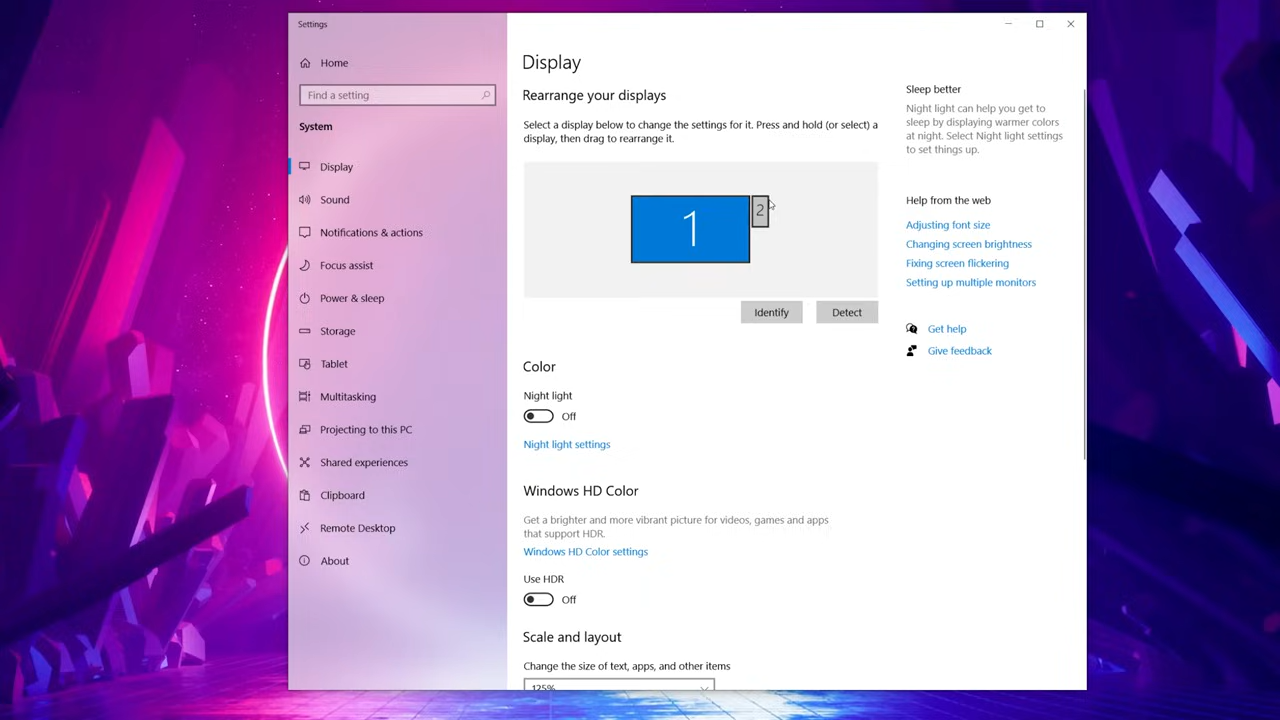 Settings
Home
Find a setting
System
Display
Sound
Notifications & actions
Focus assist
Power & sleep
Storage
Tablet
Multitasking
Projecting to this PC
Shared experiences
Clipboard
Remote Desktop
About
Display
Rearrange your displays
Select a display below to change the settings for it. Press and hold (or select) a
display, then drag to rearrange it.
1
2
Identify
Detect
Color
Night light
Off
Night light settings
Windows HD Color
Get a brighter and more vibrant picture for videos, games and apps
that support HDR.
Windows HD Color settings
Use HDR
Off
Scale and layout
Change the size of text, apps, and other items
125%
Sleep better
Night light can help you get to
sleep by displaying warmer colors
at night. Select Night light settings
to set things up.
Help from the web
Adjusting font size
Changing screen brightness
Fixing screen flickering
Setting up multiple monitors
Get help
Give feedback